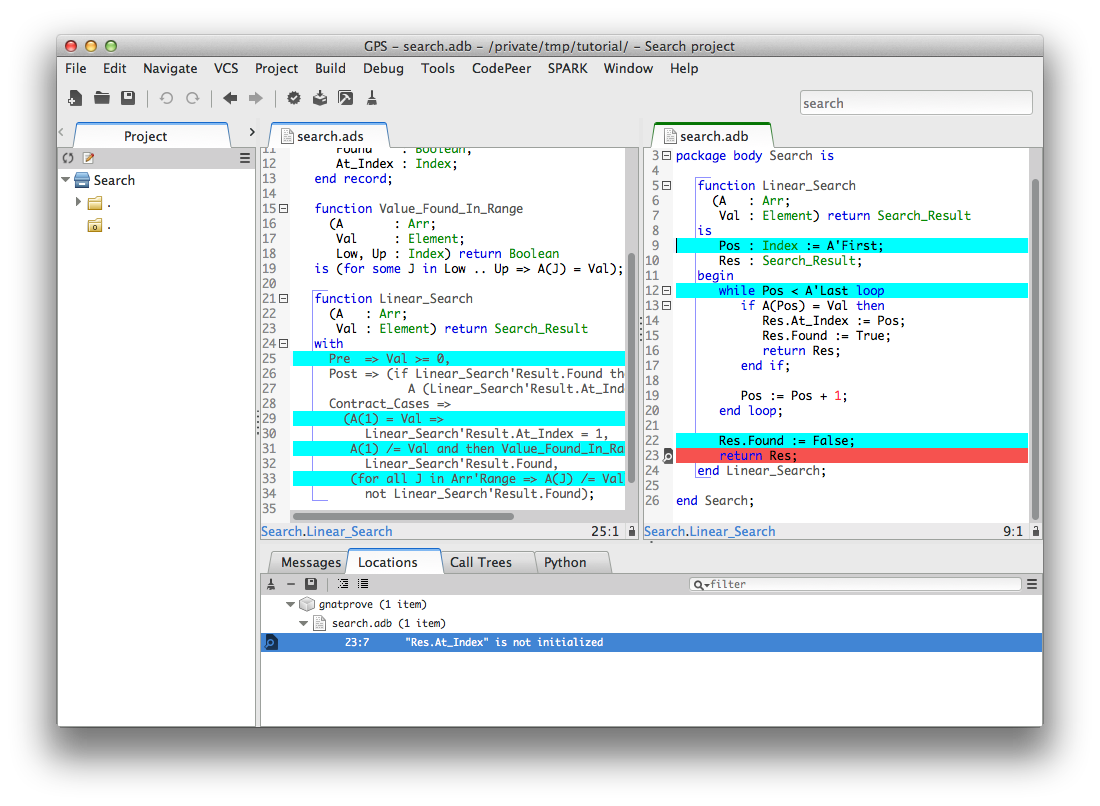 GPS - search.adb - /private/tmp/tutorial/ - Search project
File Edit Navigate VCS Project Build Debug Tools CodePeer SPARK Window Help
search
Project
Search
.
.
search.ads
11 Found : Boolean;
12 At_Index : Index;
13 end record;
14
15 function Value_Found_In_Range
16 (A : Arr;
17 Val : Element;
18 Low, Up : Index) return Boolean
19 is (for some J in Low .. Up => A(J) = Val);
20
21 function Linear_Search
22 (A : Arr;
23 Val : Element) return Search_Result
24 with
25 Pre => Val >= 0,
26 Post => (if Linear_Search'Result.Found th
27 A (Linear_Search'Result.At_Ind
28 Contract_Cases =>
29 (A(1) = Val =>
30 Linear_Search'Result.At_Index = 1,
31 A(1) /= Val and then Value_Found_In_Ra
32 Linear_Search'Result.Found,
33 (for all J in Arr'Range => A(J) /= Val
34 not Linear_Search'Result.Found);
35
Search.Linear_Search 25:1
search.adb
3 package body Search is
4
5 function Linear_Search
6 (A : Arr;
7 Val : Element) return Search_Result
8 is
9 Pos : Index := A'First;
10 Res : Search_Result;
11 begin
12 while Pos < A'Last loop
13 if A(Pos) = Val then
14 Res.At_Index := Pos;
15 Res.Found := True;
16 return Res;
17 end if;
18
19 Pos := Pos + 1;
20 end loop;
21
22 Res.Found := False;
23 return Res;
24 end Linear_Search;
25
26 end Search;
Search.Linear_Search 9:1
Messages Locations Call Trees Python
filter
gnatprove (1 item)
search.adb (1 item)
23:7 "Res.At_Index" is not initialized